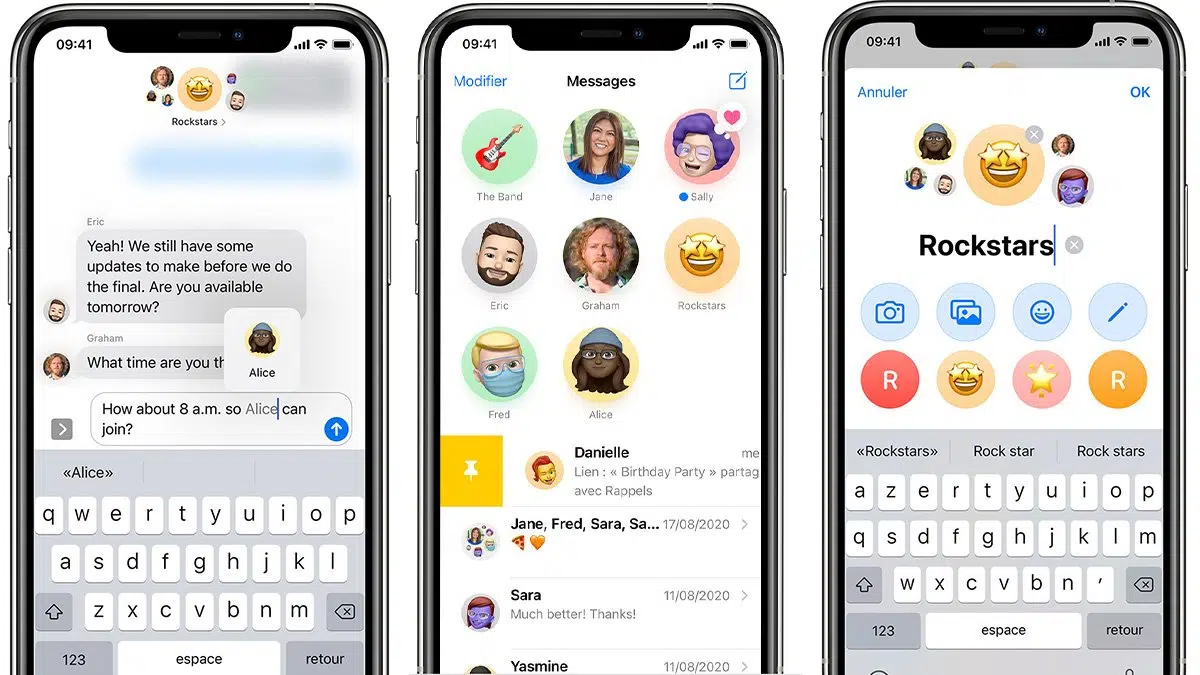 09:41
Rockstars >
Eric
Yeah! We still have some
updates to make before we do
the final. Are you available
tomorrow?
Graham
What time are you th
Alice
How about 8 a.m. so Alice can
join?
«Alice»
q w e r t y u i o p
a s d f g h j k l
z x c v b n m
123 espace retour
09:41
Modifier Messages
The Band Jane Sally
Eric Graham Rockstars
Fred Alice
Danielle me
Lien : « Birthday Party » partag
avec Rappels
Jane, Fred, Sara, Sa... 17/08/2020
Sara 11/08/2020
Much better! Thanks!
Yasmine 11/08/2020
09:41
Annuler OK
Rockstars
R R
«Rockstars» Rock star Rock stars
a z e r t y u i o p
q s d f g h j k l m
w x c v b n ’
123 espace retour